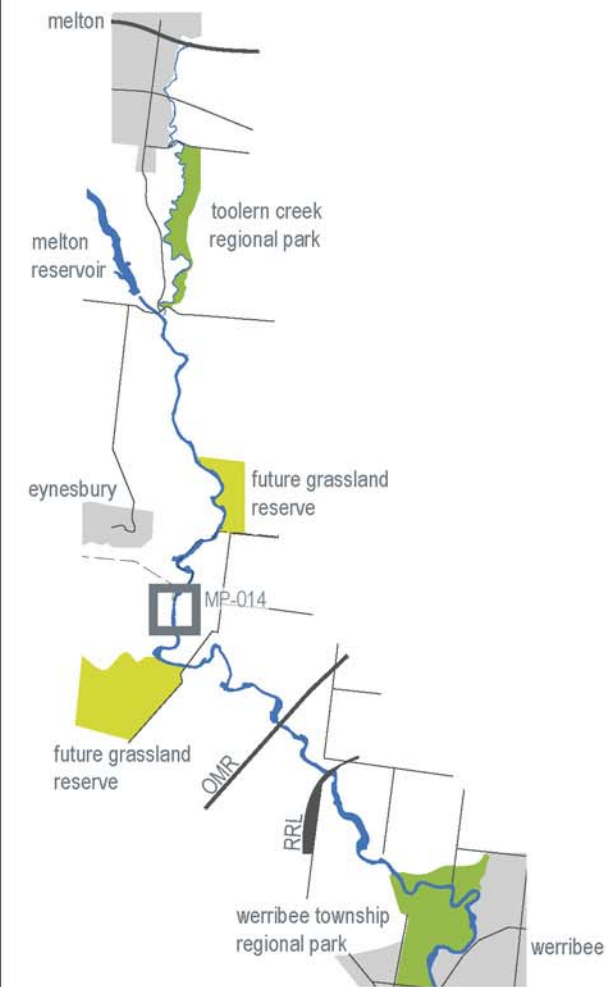 melton
toolern creek
regional park
melton
reservoir
future grassland
reserve
eynesbury
MP-014
future grassland
reserve
OMR
RRL
werribee township
regional park
werribee